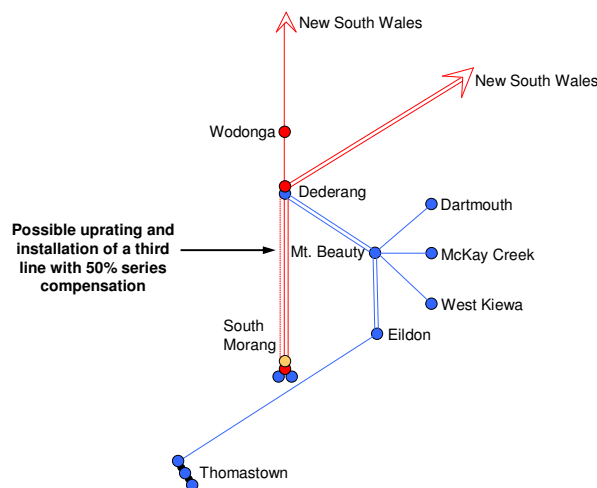 New South Wales
New South Wales
Wodonga
Dederang
Dartmouth
Possible uprating and
installation of a third
line with 50% series
compensation
Mt. Beauty
McKay Creek
West Kiewa
South
Morang
Eildon
Thomastown